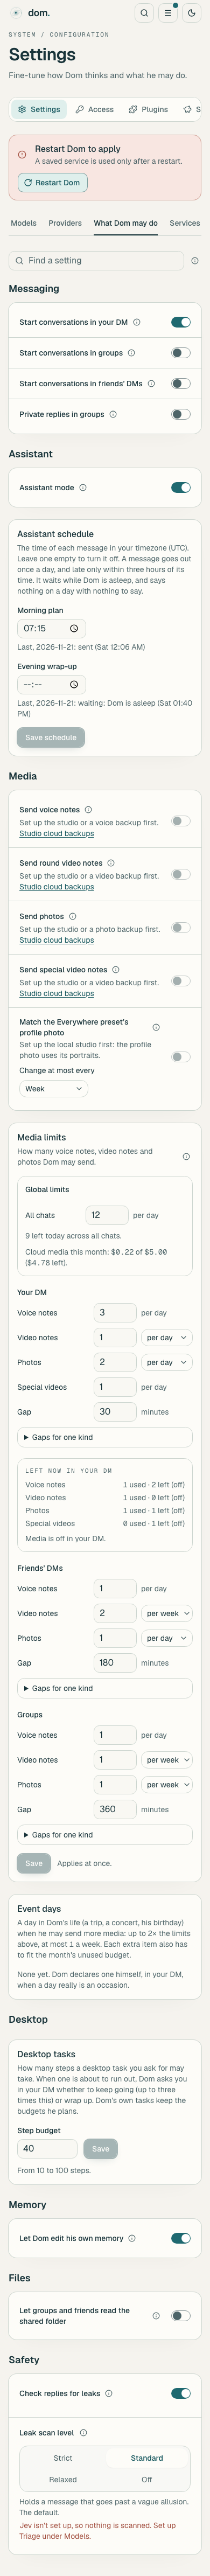 dom.
SYSTEM / CONFIGURATION
Settings
Fine-tune how Dom thinks and what he may do.
Settings Access Plugins S
Restart Dom to apply
A saved service is used only after a restart.
Restart Dom
Models Providers What Dom may do Services
Find a setting
Messaging
Start conversations in your DM
Start conversations in groups
Start conversations in friends' DMs
Private replies in groups
Assistant
Assistant mode
Assistant schedule
The time of each message in your timezone (UTC).
Leave one empty to turn it off. A message goes out
once a day, and late only within three hours of its
time. It waits while Dom is asleep, and says
nothing on a day with nothing to say.
Morning plan
07:15
Last, 2026-11-21: sent (Sat 12:06 AM)
Evening wrap-up
--:--
Last, 2026-11-21: waiting: Dom is asleep (Sat 01:40
PM)
Save schedule
Media
Send voice notes
Set up the studio or a voice backup first.
Studio cloud backups
Send round video notes
Set up the studio or a video backup first.
Studio cloud backups
Send photos
Set up the studio or a photo backup first.
Studio cloud backups
Send special video notes
Set up the studio or a video backup first.
Studio cloud backups
Match the Everywhere preset's
profile photo
Set up the local studio first: the profile
photo uses its portraits.
Change at most every
Week
Media limits
How many voice notes, video notes and
photos Dom may send.
Global limits
All chats 12 per day
9 left today across all chats.
Cloud media this month: $0.22 of $5.00
($4.78 left).
Your DM
Voice notes 3 per day
Video notes 1 per day
Photos 2 per day
Special videos 1 per day
Gap 30 minutes
Gaps for one kind
LEFT NOW IN YOUR DM
Voice notes 1 used · 2 left (off)
Video notes 1 used · 0 left (off)
Photos 1 used · 1 left (off)
Special videos 0 used · 1 left (off)
Media is off in your DM.
Friends' DMs
Voice notes 1 per day
Video notes 2 per week
Photos 1 per day
Gap 180 minutes
Gaps for one kind
Groups
Voice notes 1 per day
Video notes 1 per week
Photos 1 per week
Gap 360 minutes
Gaps for one kind
Save Applies at once.
Event days
A day in Dom's life (a trip, a concert, his birthday)
when he may send more media: up to 2× the limits
above, at most 1 a week. Each extra item also has
to fit the month's unused budget.
None yet. Dom declares one himself, in your DM,
when a day really is an occasion.
Desktop
Desktop tasks
How many steps a desktop task you ask for may
take. When one is about to run out, Dom asks you
in your DM whether to keep going (up to three
times this) or wrap up. Dom's own tasks keep the
budgets he plans.
Step budget
40 Save
From 10 to 100 steps.
Memory
Let Dom edit his own memory
Files
Let groups and friends read the
shared folder
Safety
Check replies for leaks
Leak scan level
Strict Standard
Relaxed Off
Holds a message that goes past a vague allusion.
The default.
Jev isn't set up, so nothing is scanned. Set up
Triage under Models.